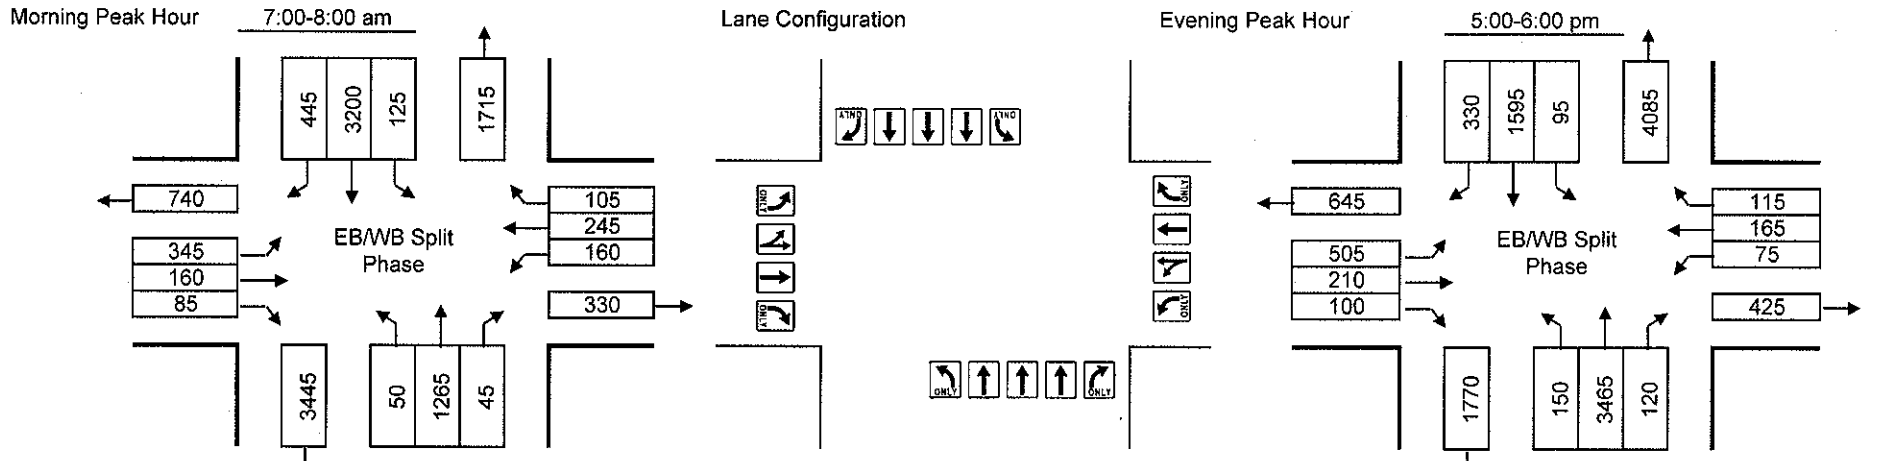 Morning Peak Hour
7:00-8:00 am
445
3200
125
1715
740
345
160
85
EB/WB Split
Phase
105
245
160
330
3445
50
1265
45
Lane Configuration
ONLY
ONLY
ONLY
ONLY
ONLY
ONLY
ONLY
ONLY
Evening Peak Hour
5:00-6:00 pm
330
1595
95
4085
645
505
210
100
EB/WB Split
Phase
115
165
75
425
1770
150
3465
120